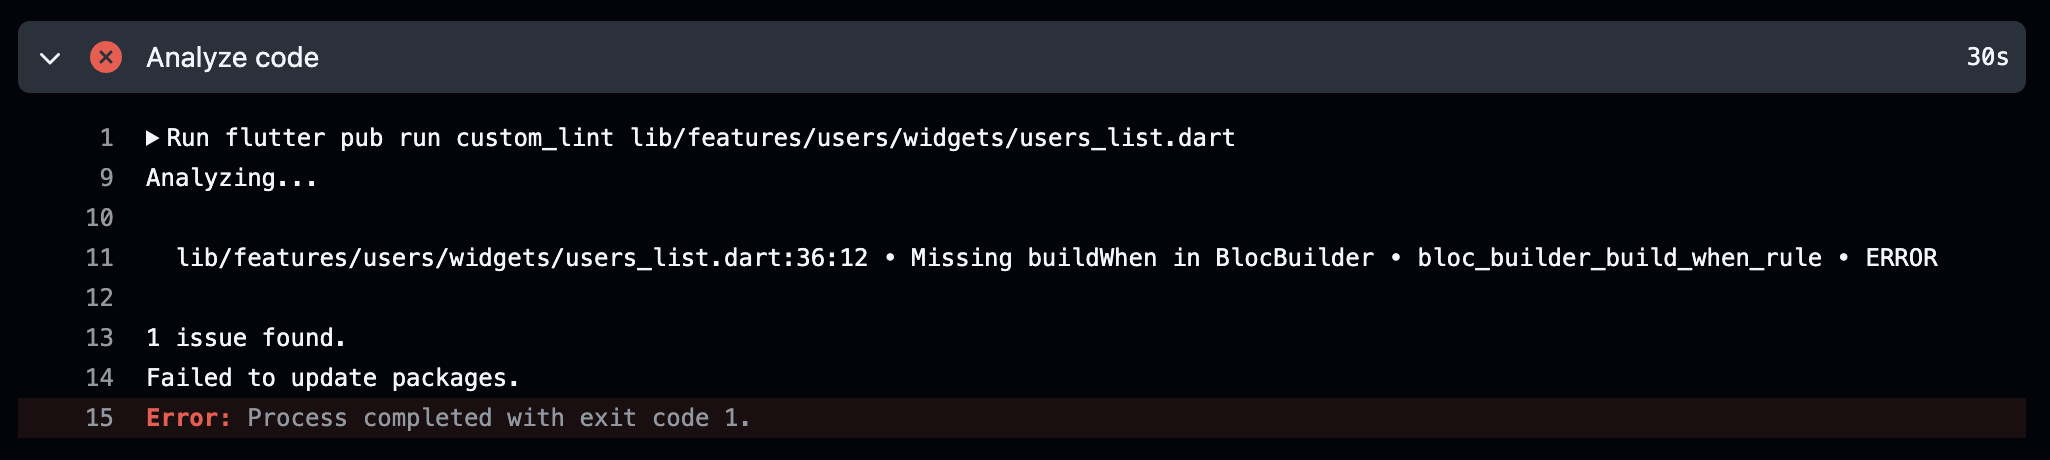 Analyze code 30s
1 Run flutter pub run custom_lint lib/features/users/widgets/users_list.dart
9 Analyzing...
10
11 lib/features/users/widgets/users_list.dart:36:12 • Missing buildWhen in BlocBuilder • bloc_builder_build_when_rule • ERROR
12
13 1 issue found.
14 Failed to update packages.
15 Error: Process completed with exit code 1.